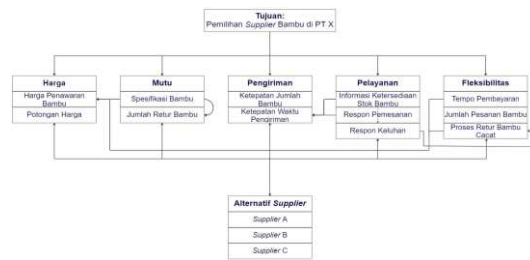 Tujuan:
Pemilihan Supplier Bambu di PT X
Harga
Harga Penawaran
Bambu
Potongan Harga
Mutu
Spesifikasi Bambu
Jumlah Retur Bambu
Pengiriman
Ketepatan Jumlah
Bambu
Ketepatan Waktu
Pengiriman
Pelayanan
Informasi Ketersediaan
Stok Bambu
Respon Pemesanan
Respon Keluhan
Fleksibilitas
Tempo Pembayaran
Jumlah Pesanan Bambu
Proses Retur Bambu
Cacat
Alternatif Supplier
Supplier A
Supplier B
Supplier C